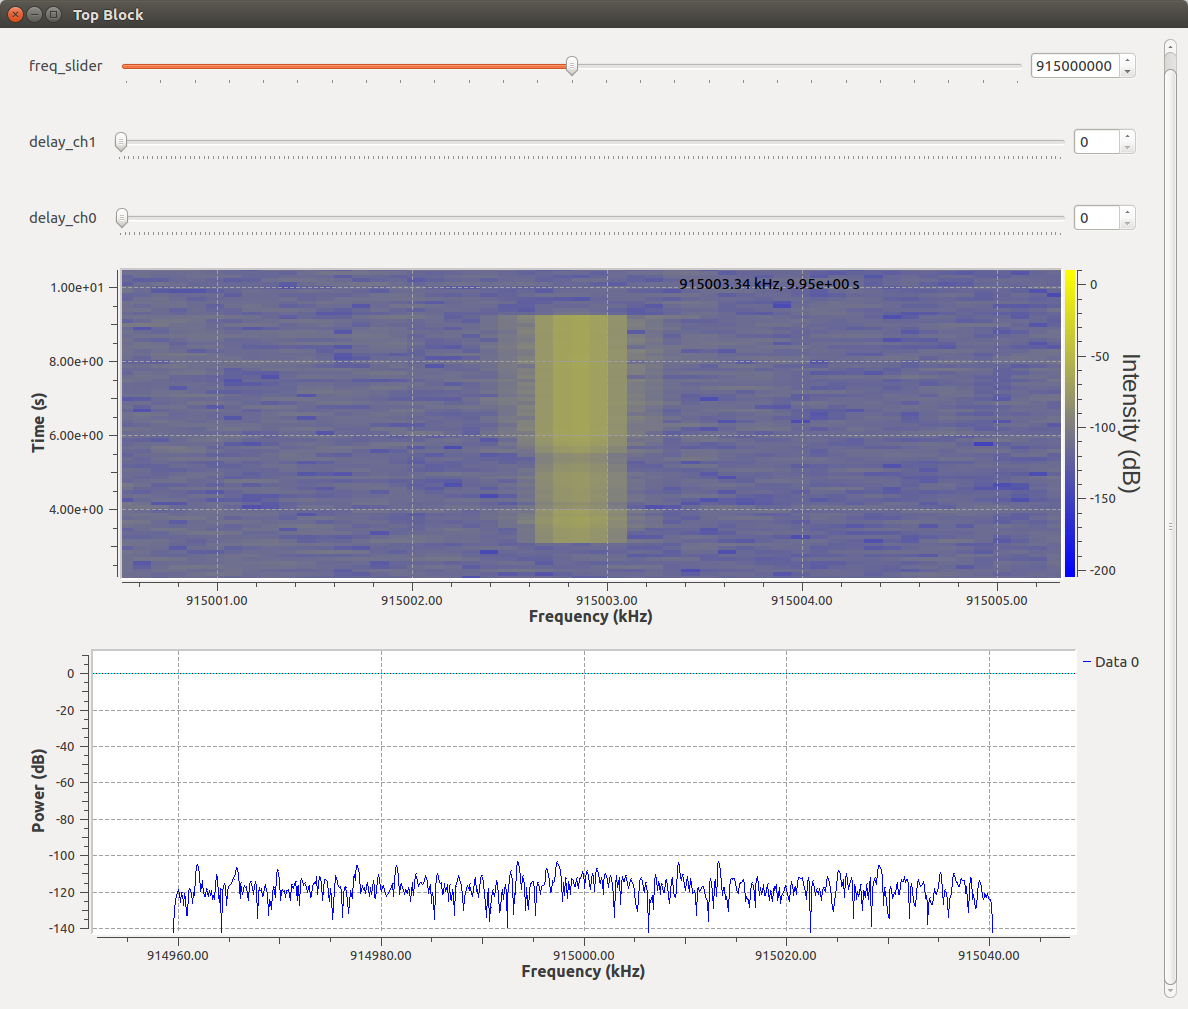 Top Block
freq_slider
915000000
delay_ch1
0
delay_ch0
0
915003.34 kHz, 9.95e+00 s
1.00e+01
8.00e+00
6.00e+00
4.00e+00
Time (s)
915001.00
915002.00
915003.00
915004.00
915005.00
Frequency (kHz)
0
-50
-100
-150
-200
Intensity (dB)
Data 0
0
-20
-40
-60
-80
-100
-120
-140
Power (dB)
914960.00
914980.00
915000.00
915020.00
915040.00
Frequency (kHz)